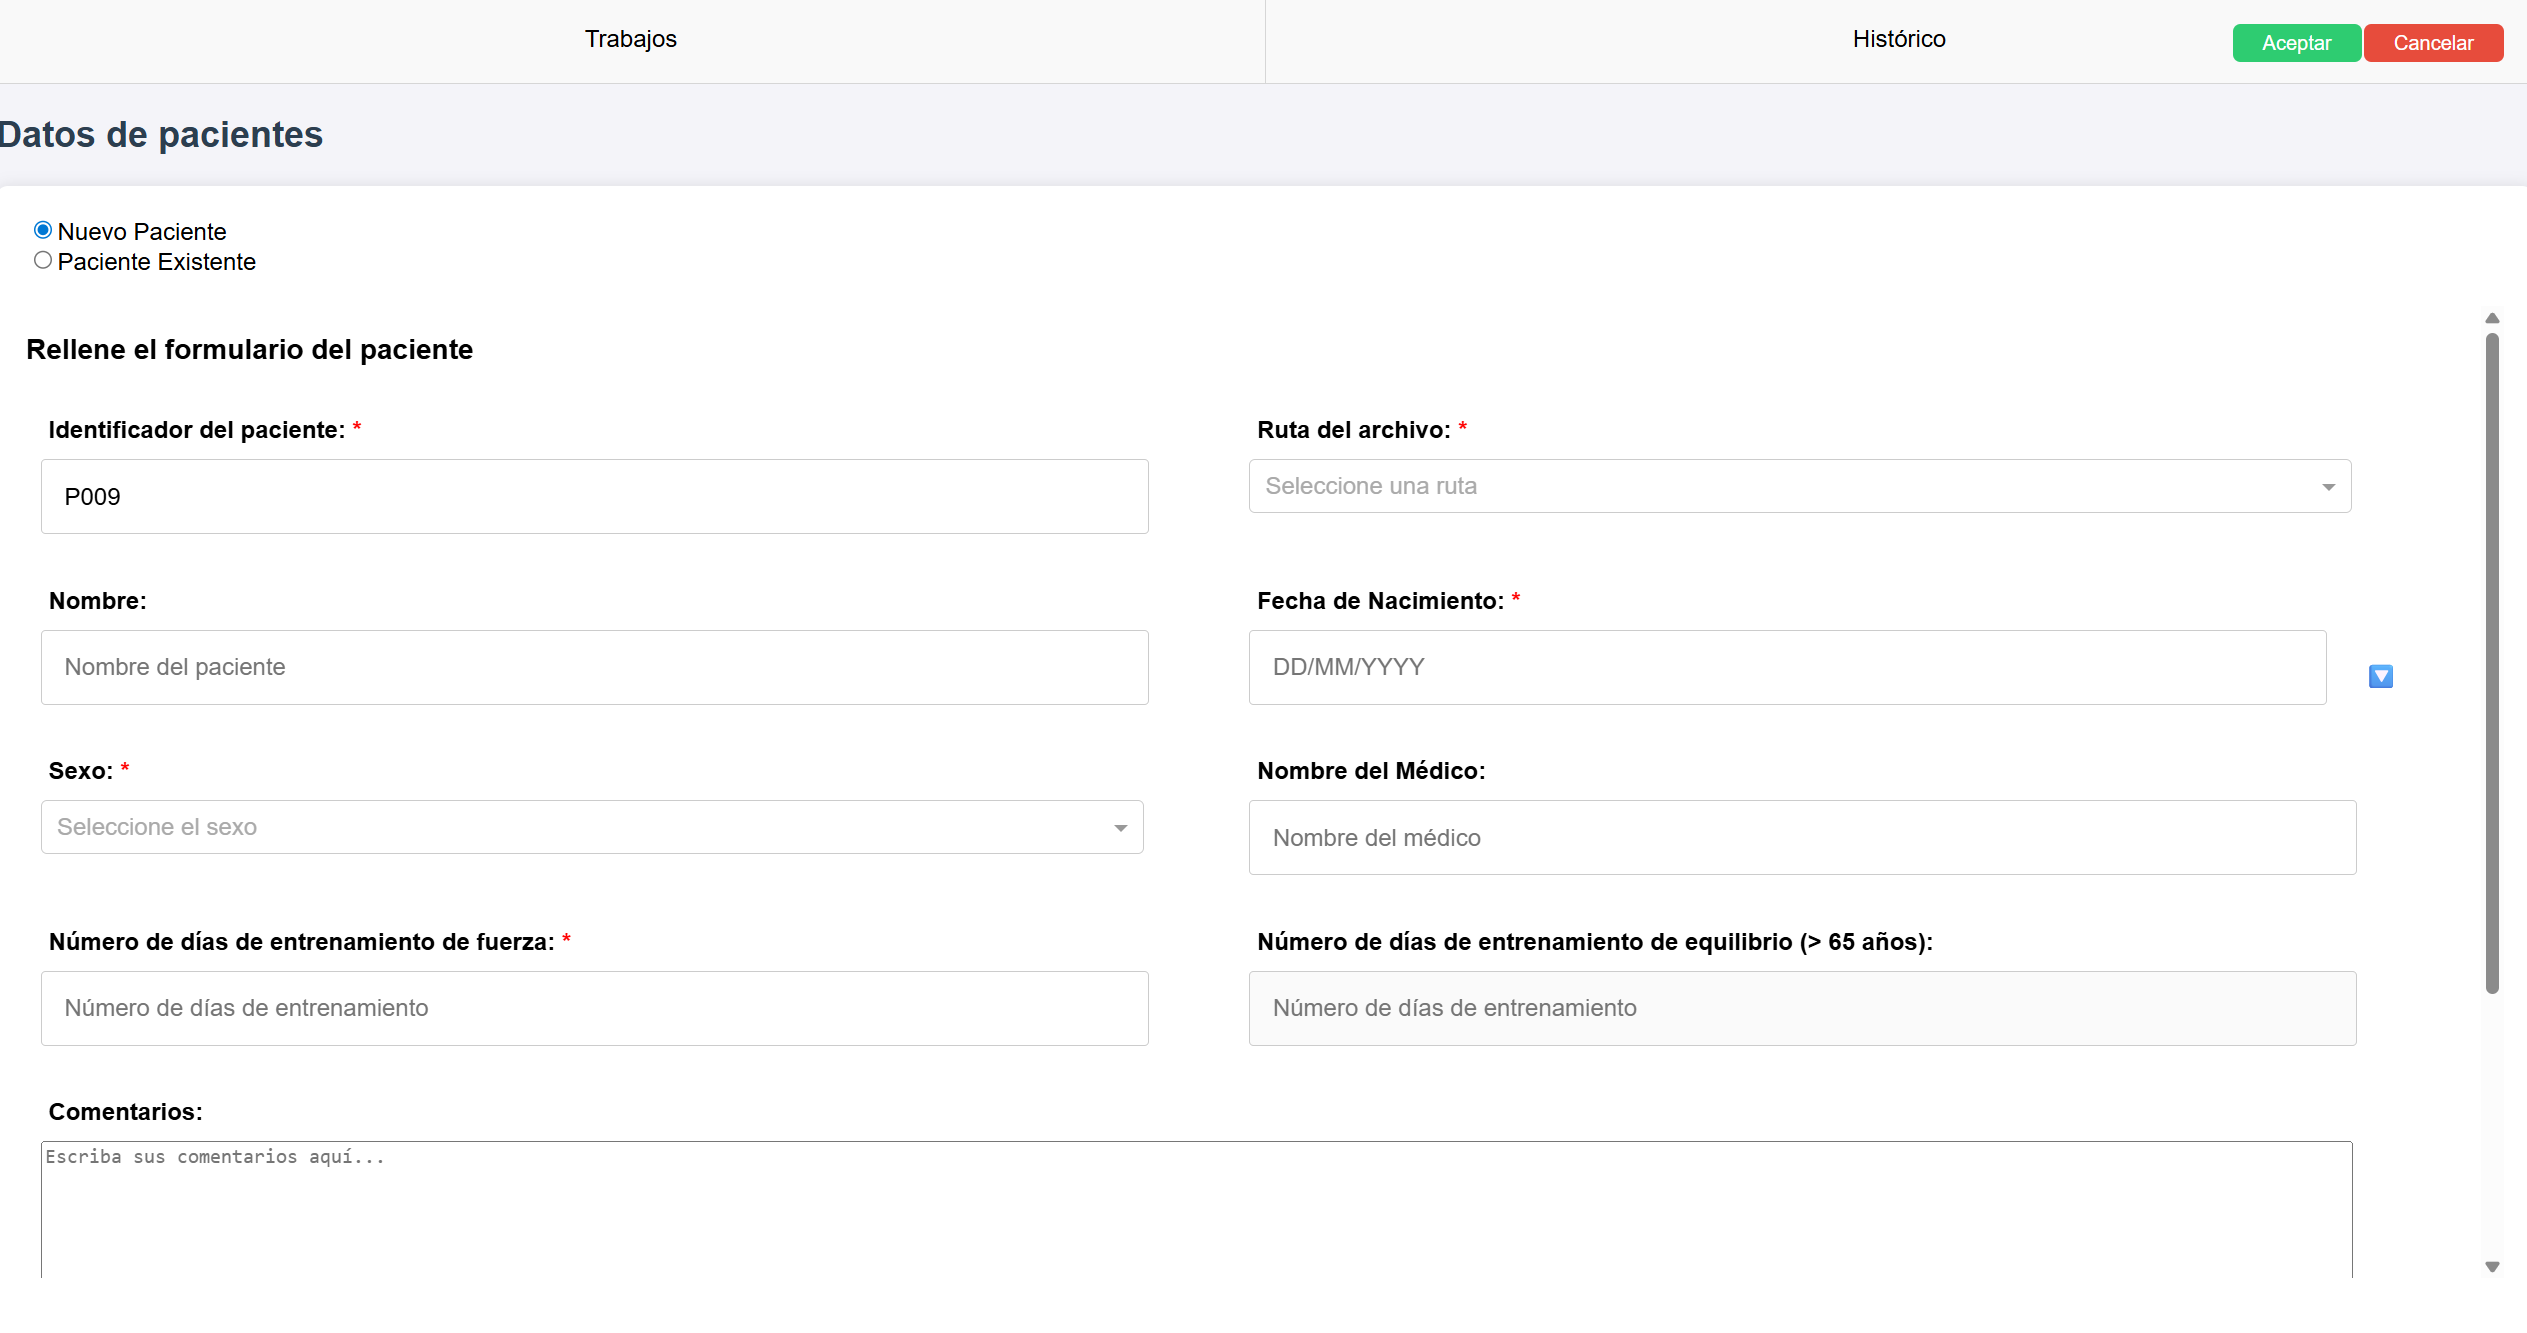 Trabajos
Histórico
Aceptar
Cancelar
Datos de pacientes
Nuevo Paciente
Paciente Existente
Rellene el formulario del paciente
Identificador del paciente: *
Ruta del archivo: *
P009
Seleccione una ruta
Nombre:
Fecha de Nacimiento: *
Nombre del paciente
DD/MM/YYYY
Sexo: *
Nombre del Médico:
Seleccione el sexo
Nombre del médico
Número de días de entrenamiento de fuerza: *
Número de días de entrenamiento de equilibrio (> 65 años):
Número de días de entrenamiento
Número de días de entrenamiento
Comentarios:
Escriba sus comentarios aquí...